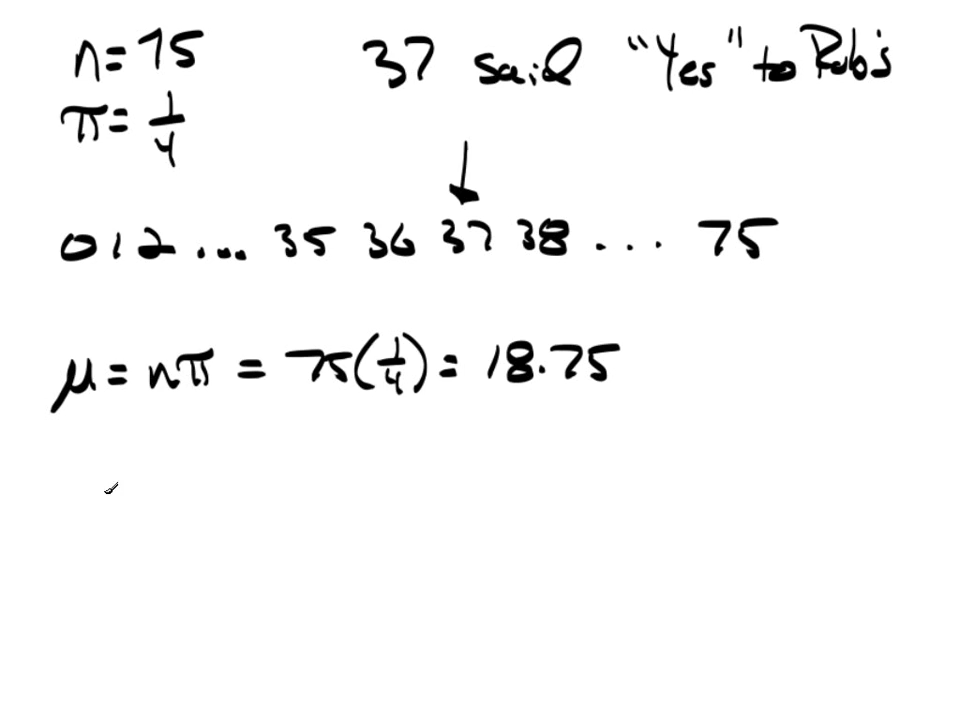 n=75 37 said "Yes" to Rob's
π=1/4
0 1 2 ... 35 36 37 38 ... 75
μ = nπ = 75(1/4) = 18.75